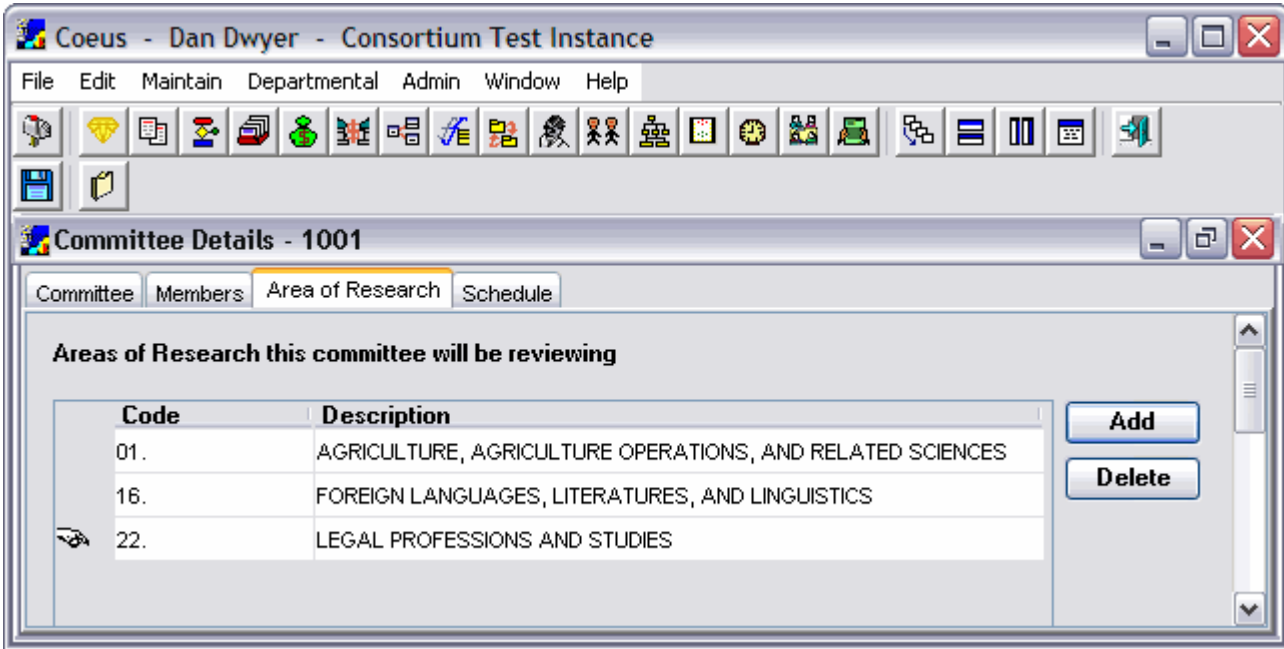 Coeus - Dan Dwyer - Consortium Test Instance
File Edit Maintain Departmental Admin Window Help
Committee Details - 1001
Committee Members Area of Research Schedule
Areas of Research this committee will be reviewing
Code Description
Add
01. AGRICULTURE, AGRICULTURE OPERATIONS, AND RELATED SCIENCES
Delete
16. FOREIGN LANGUAGES, LITERATURES, AND LINGUISTICS
22. LEGAL PROFESSIONS AND STUDIES